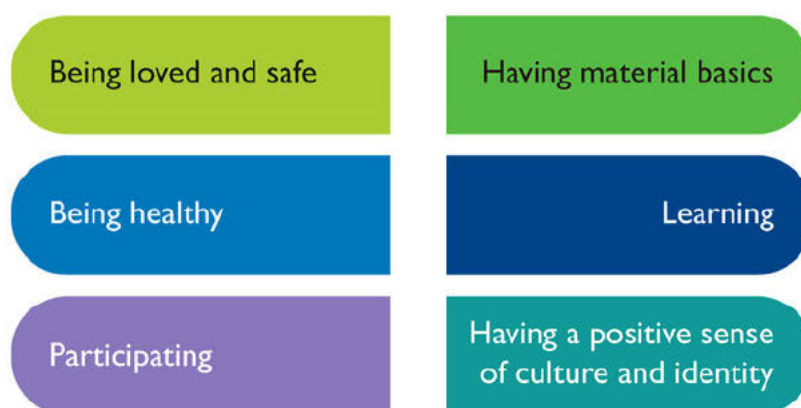 Being loved and safe
Having material basics
Being healthy
Learning
Participating
Having a positive sense
of culture and identity